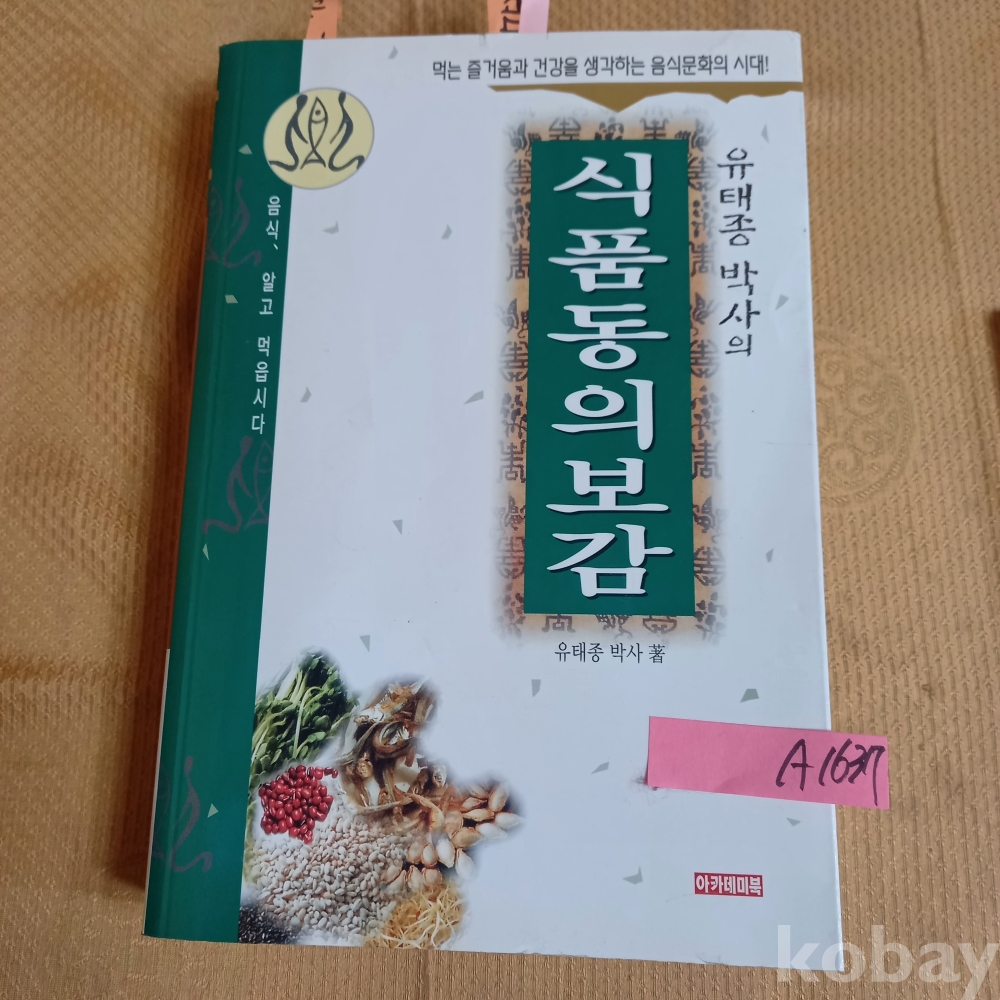 먹는 즐거움과 건강을 생각하는 음식문화의 시대!
유태종 박사의
식품동의보감
음식, 알고 먹읍시다
유태종 박사 著
아카데미북
kobay